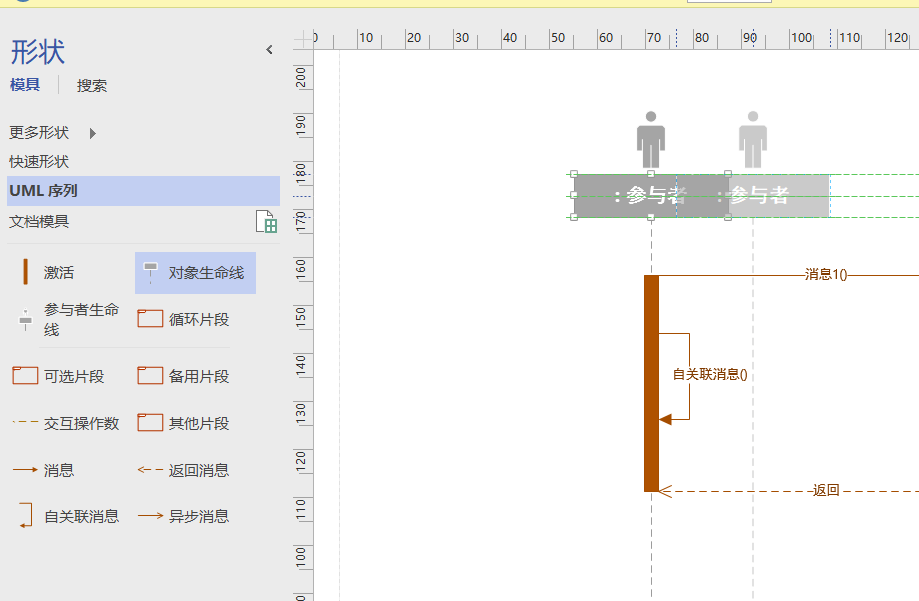 形状
模具 搜索
更多形状
快速形状
UML 序列
文档模具
激活 对象生命线
参与者生命
线
循环片段
可选片段 备用片段
交互操作数 其他片段
消息 返回消息
自关联消息 异步消息
0 10 20 30 40 50 60 70 80 90 100 110 120
200
190
180
170
160
150
140
130
120
110
100
: 参与者 : 参与者
消息1()
自关联消息()
返回